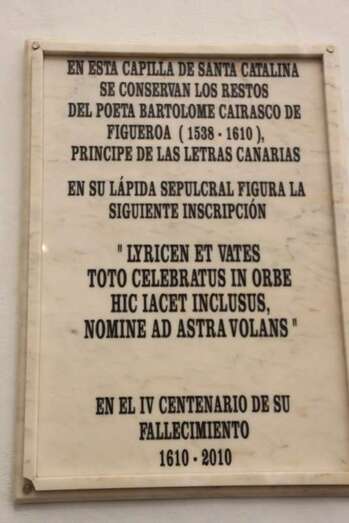 EN ESTA CAPILLA DE SANTA CATALINA
SE CONSERVAN LOS RESTOS
DEL POETA BARTOLOME CAIRASCO DE
FIGUEROA ( 1538 - 1610 ),
PRINCIPE DE LAS LETRAS CANARIAS
EN SU LÁPIDA SEPULCRAL FIGURA LA
SIGUIENTE INSCRIPCIÓN
" LYRICEN ET VATES
TOTO CELEBRATUS IN ORBE
HIC IACET INCLUSUS,
NOMINE AD ASTRA VOLANS "
EN EL IV CENTENARIO DE SU
FALLECIMIENTO
1610 - 2010